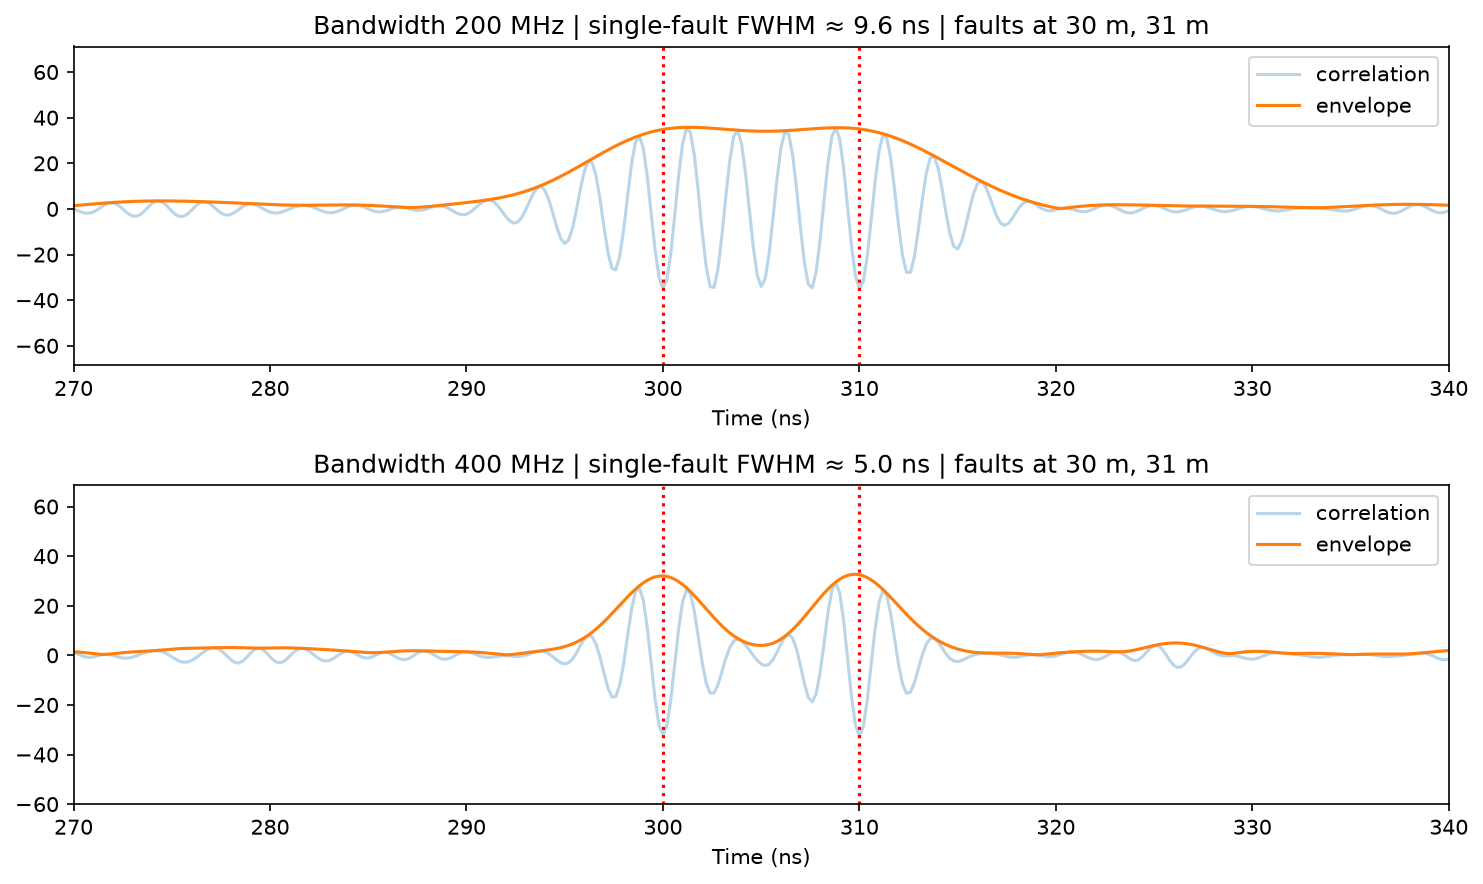 Bandwidth 200 MHz | single-fault FWHM ≈ 9.6 ns | faults at 30 m, 31 m
60
40
20
0
−20
−40
−60
correlation
envelope
270 280 290 300 310 320 330 340
Time (ns)
Bandwidth 400 MHz | single-fault FWHM ≈ 5.0 ns | faults at 30 m, 31 m
60
40
20
0
−20
−40
−60
correlation
envelope
270 280 290 300 310 320 330 340
Time (ns)